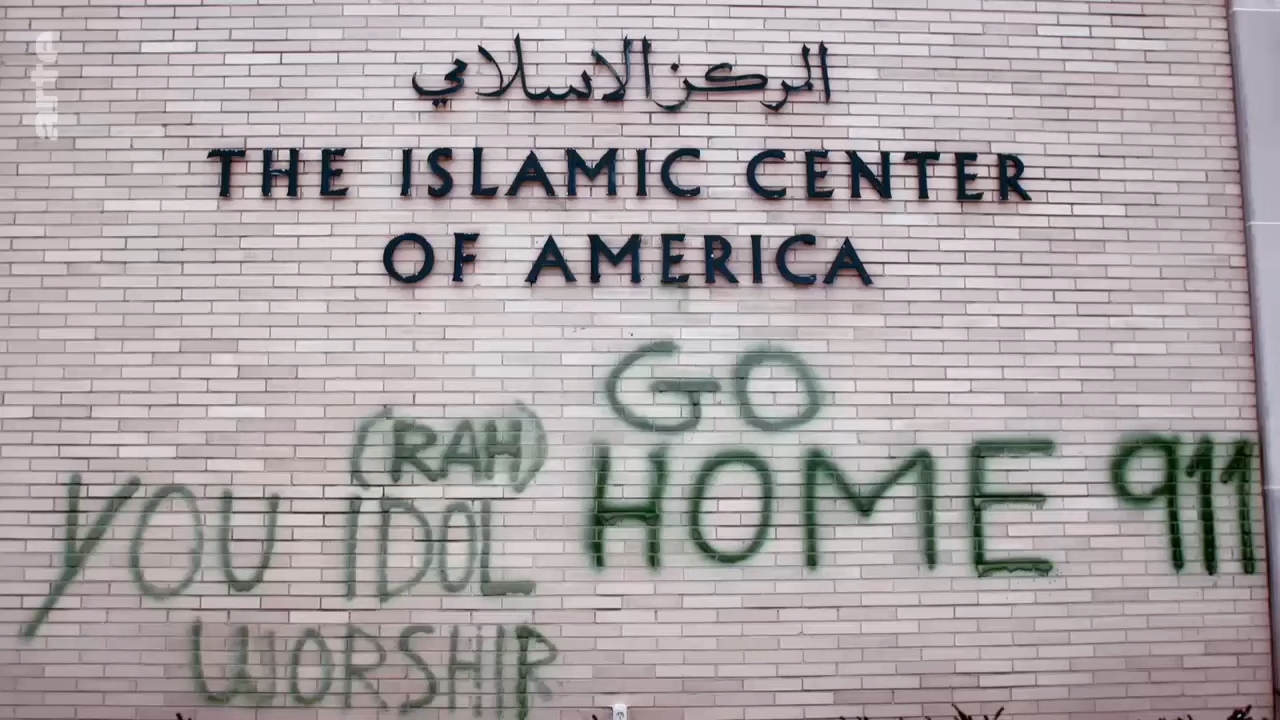 arte
المركز الاسلامي
THE ISLAMIC CENTER
OF AMERICA
GO
HOME 911
(RAH)
YOU IDOL
WORSHIP